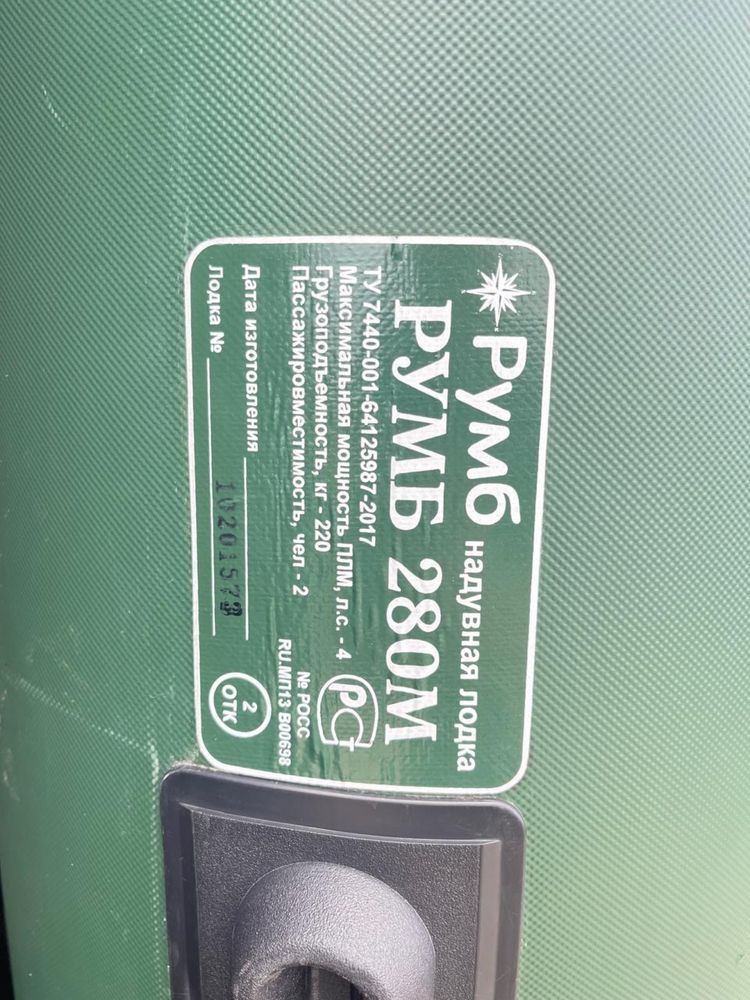 Румб надувная лодка
РУМБ 280М
ТУ 7440-001-64125987-2017
Максимальная мощность ПЛМ, л.с. - 4
Грузоподъемность, кг - 220
Пассажировместимость, чел - 2
РСТ
№ РОСС
RU.МП13 В00698
Дата изготовления
Лодка №
2
ОТК